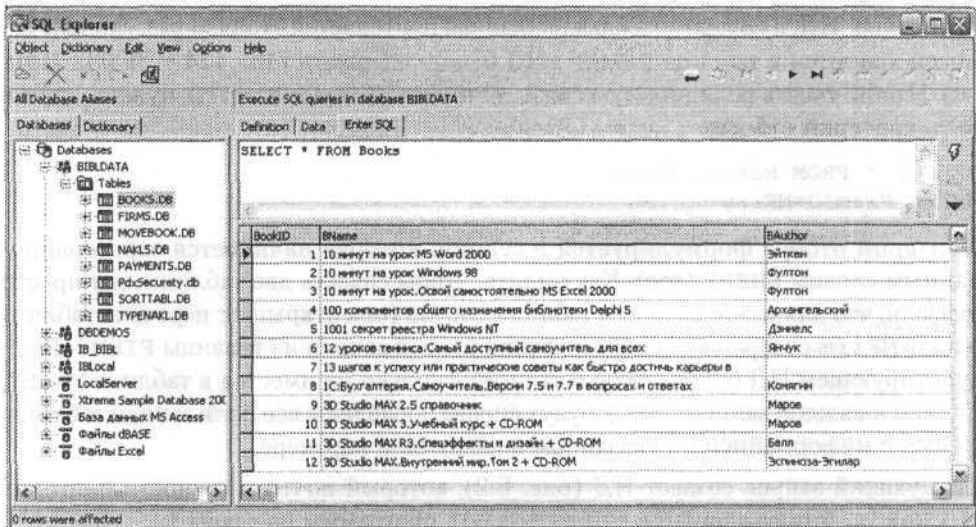 SQL Explorer
Object Dictionary Edit View Options Help
All Database Aliases
Execute SQL queries in database BIBLDATA
Databases Dictionary
Definition Data Enter SQL
SELECT * FROM Books
Databases
BIBLDATA
Tables
BOOKS.DB
FIRMS.DB
MOVEBOOK.DB
NAKLS.DB
PAYMENTS.DB
PdxSecurety.db
SORTTABL.DB
TYPENAKL.DB
DBDEMOS
IB_BIBL
IBLocal
LocalServer
Xtreme Sample Database 200
База данных MS Access
Файлы dBASE
Файлы Excel
BookID BName BAuthor
1 10 минут на урок MS Word 2000 Эйткен
2 10 минут на урок Windows 98 Фултон
3 10 минут на урок.Освой самостоятельно MS Excel 2000 Фултон
4 100 компонентов общего назначения библиотеки Delphi 5 Архангельский
5 1001 секрет реестра Windows NT Дэниелс
6 12 уроков тенниса.Самый доступный самоучитель для всех Янчук
7 13 шагов к успеху или практические советы как быстро достичь карьеры в
8 1С:Бухгалтерия.Самоучитель.Версии 7.5 и 7.7 в вопросах и ответах Конягин
9 3D Studio MAX 2.5 справочник Маров
10 3D Studio MAX 3.Учебный курс + CD-ROM Маров
11 3D Studio MAX R3.Спецэффекты и дизайн + CD-ROM Белл
12 3D Studio MAX.Внутренний мир.Том 2 + CD-ROM Эспиноза-Эгилар
0 rows were affected